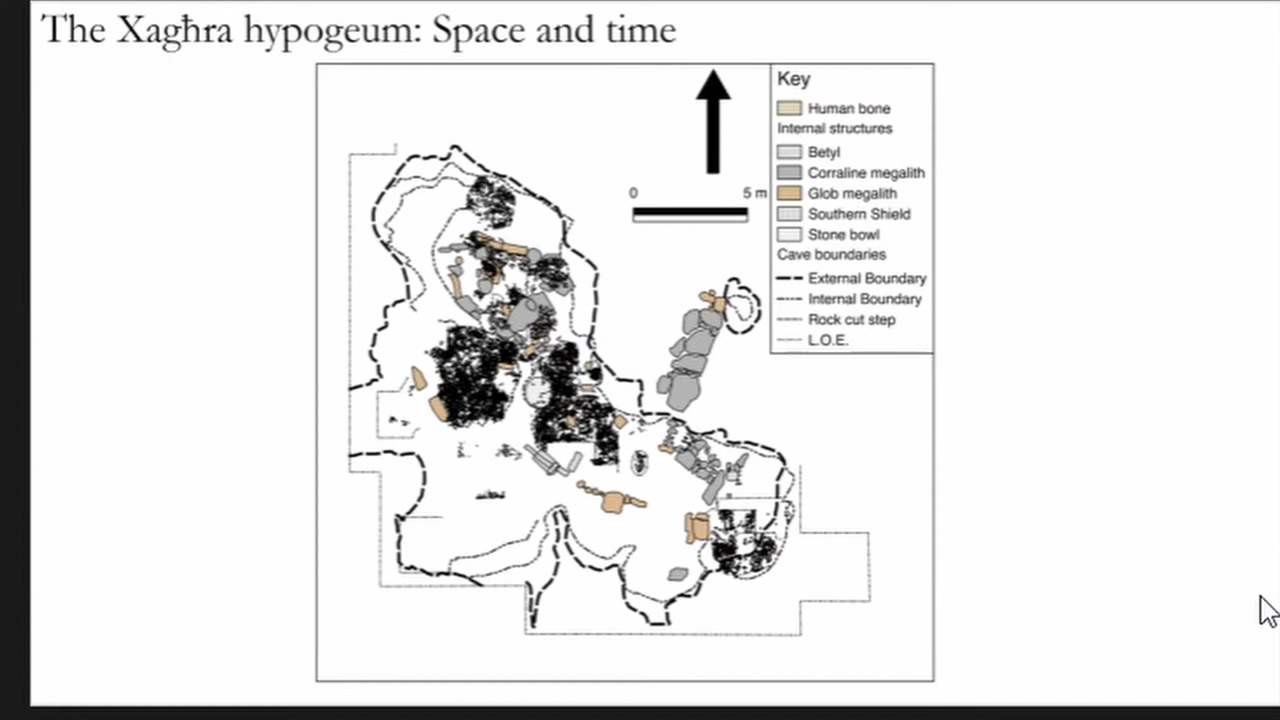 The Xagħra hypogeum: Space and time
0 5 m
Key
Human bone
Internal structures
Betyl
Corraline megalith
Glob megalith
Southern Shield
Stone bowl
Cave boundaries
External Boundary
Internal Boundary
Rock cut step
L.O.E.